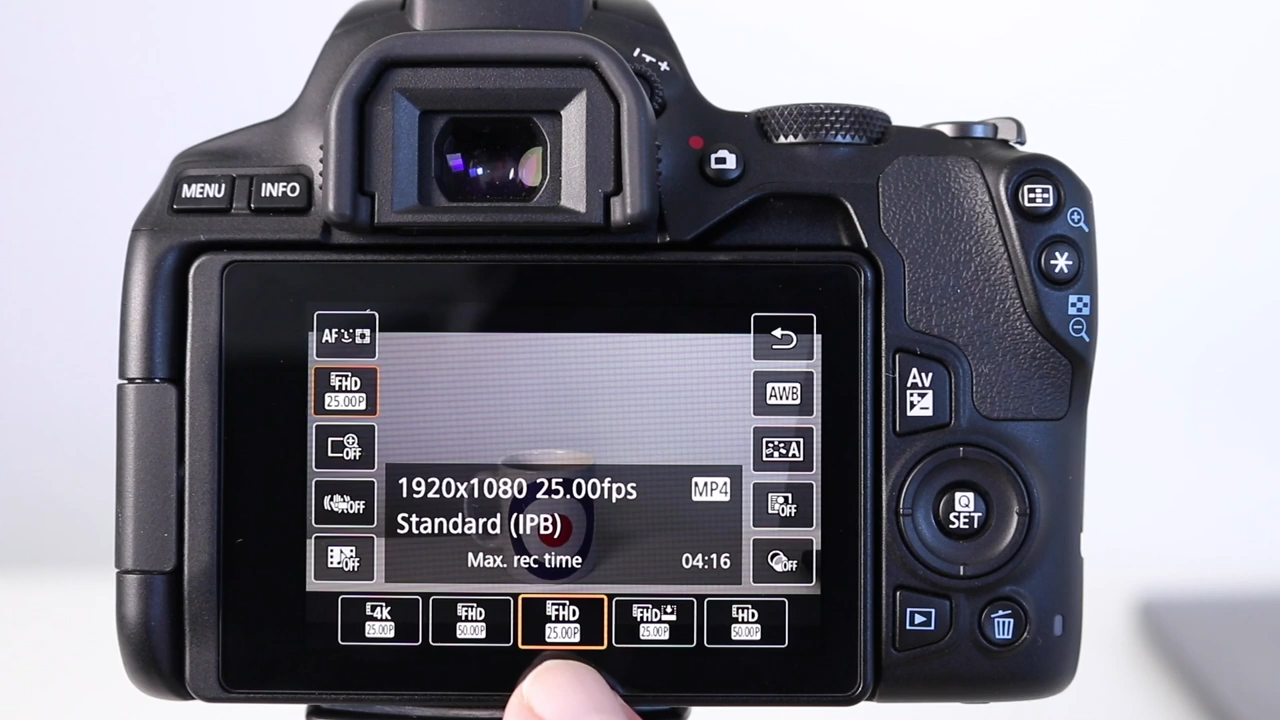 MENU
INFO
AF
FHD
25.00P
AWB
OFF
A
OFF
OFF
OFF
OFF
1920x1080 25.00fps
MP4
Standard (IPB)
Max. rec time
04:16
4K
25.00P
FHD
50.00P
FHD
25.00P
FHD
25.00P
HD
50.00P
Av
Q
SET